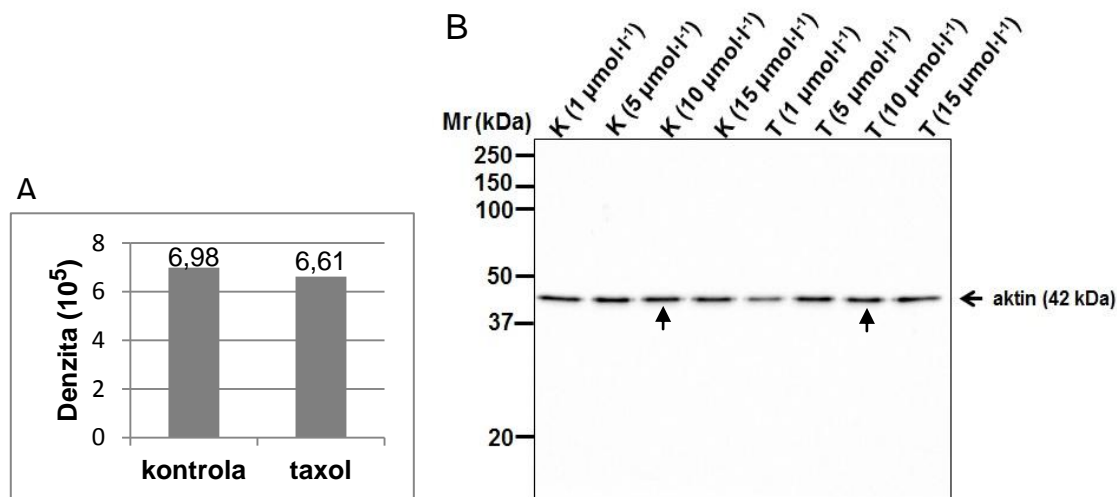 A
Denzita (10⁵)
8
6
4
2
0
6,98
6,61
kontrola
taxol
B
K (1 µmol·l⁻¹)
K (5 µmol·l⁻¹)
K (10 µmol·l⁻¹)
K (15 µmol·l⁻¹)
T (1 µmol·l⁻¹)
T (5 µmol·l⁻¹)
T (10 µmol·l⁻¹)
T (15 µmol·l⁻¹)
Mr (kDa)
250
150
100
50
37
20
aktin (42 kDa)